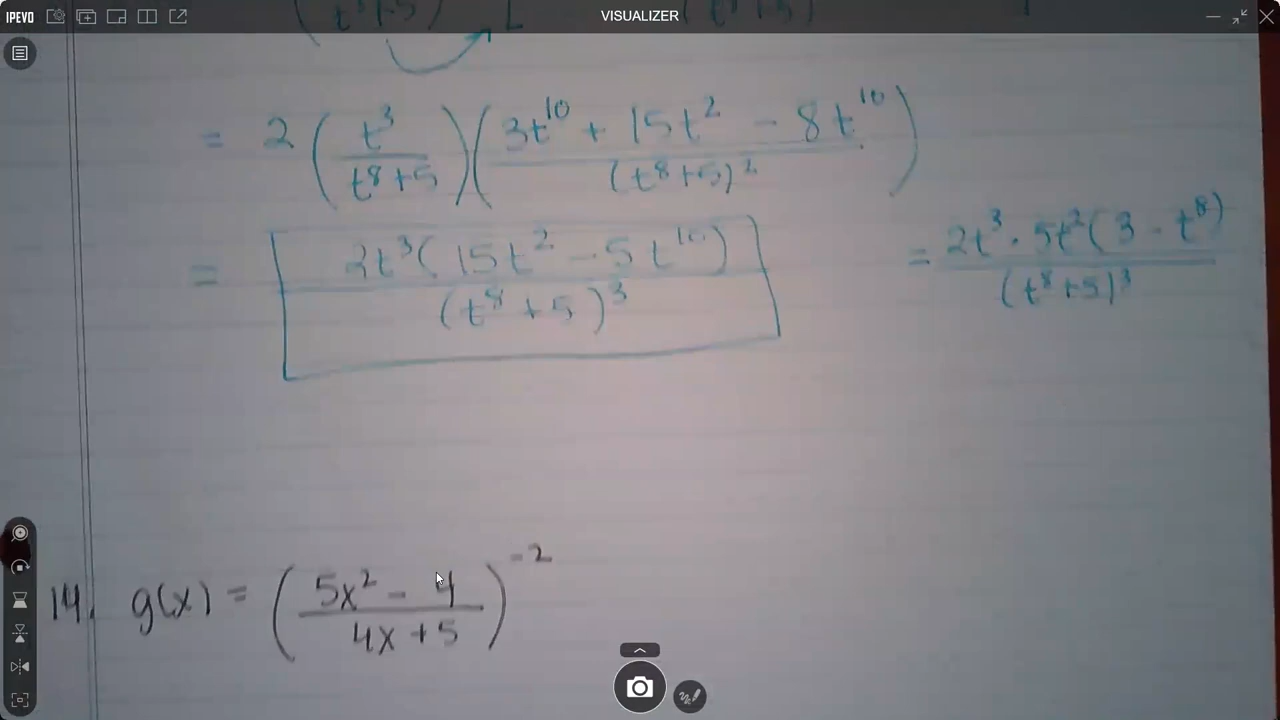 IPEVO VISUALIZER
= 2 (t³/(t⁸+5)) ((3t¹⁰ + 15t² - 8t¹⁰)/(t⁸+5)²)
= 2t³(15t² - 5t¹⁰)/(t⁸+5)³
= 2t³ · 5t²(3 - t⁸)/(t⁸+5)³
14. g(x) = ((5x² - 4)/(4x+5))⁻²